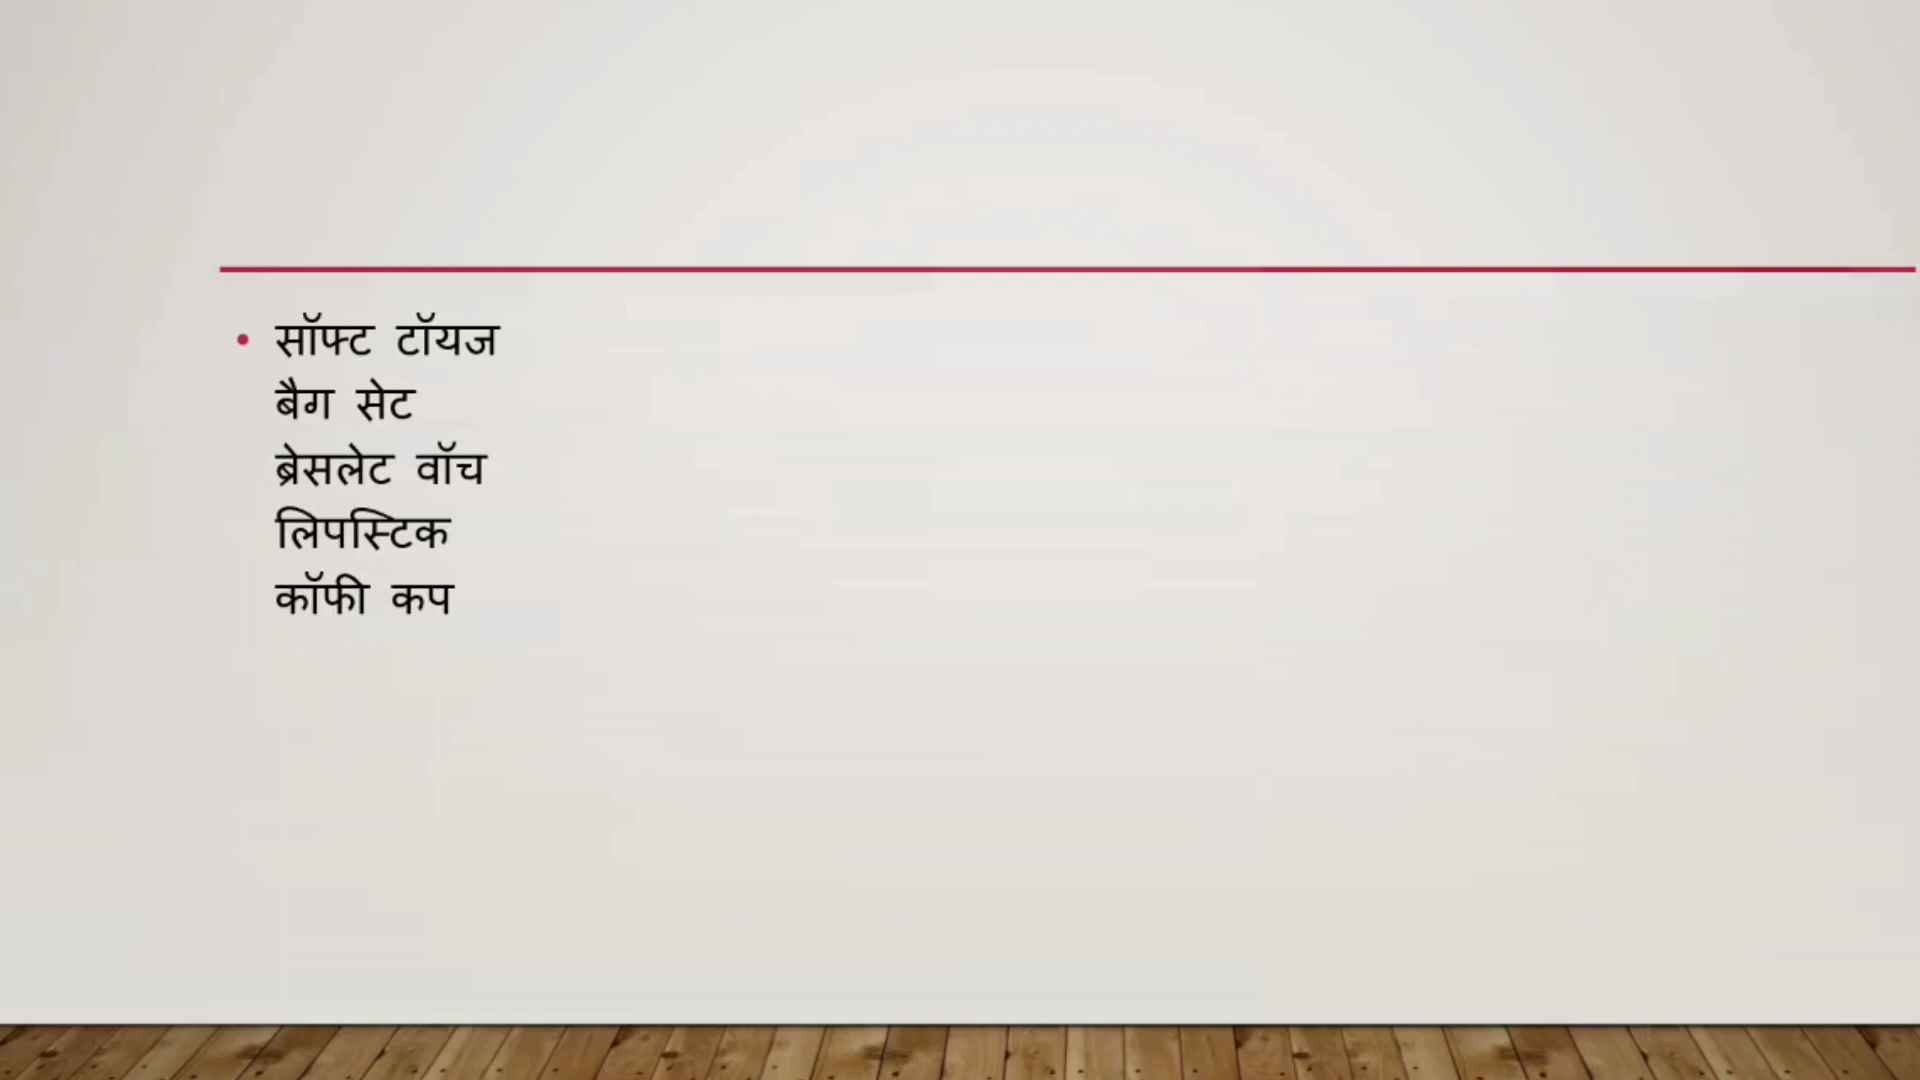 • सॉफ्ट टॉयज
बैग सेट
ब्रेसलेट वॉच
लिपस्टिक
कॉफी कप